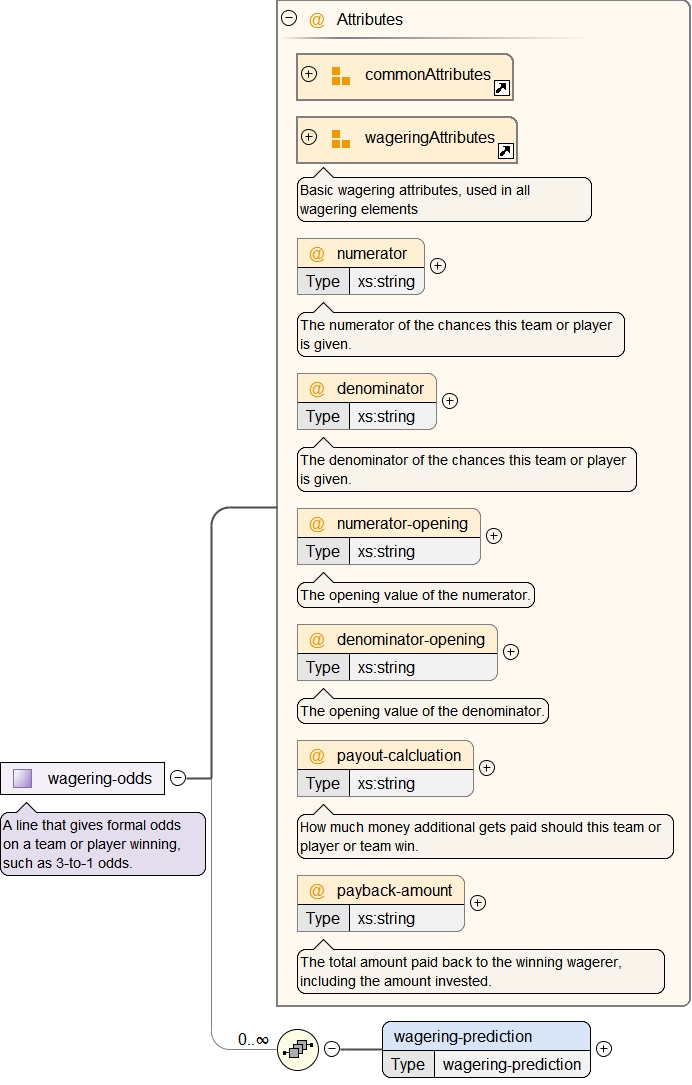 @ Attributes
commonAttributes
wageringAttributes
Basic wagering attributes, used in all
wagering elements
@ numerator
Type xs:string
The numerator of the chances this team or player
is given.
@ denominator
Type xs:string
The denominator of the chances this team or player
is given.
@ numerator-opening
Type xs:string
The opening value of the numerator.
@ denominator-opening
Type xs:string
The opening value of the denominator.
@ payout-calcluation
Type xs:string
How much money additional gets paid should this team or
player or team win.
@ payback-amount
Type xs:string
The total amount paid back to the winning wagerer,
including the amount invested.
wagering-odds
A line that gives formal odds
on a team or player winning,
such as 3-to-1 odds.
0..∞
wagering-prediction
Type wagering-prediction